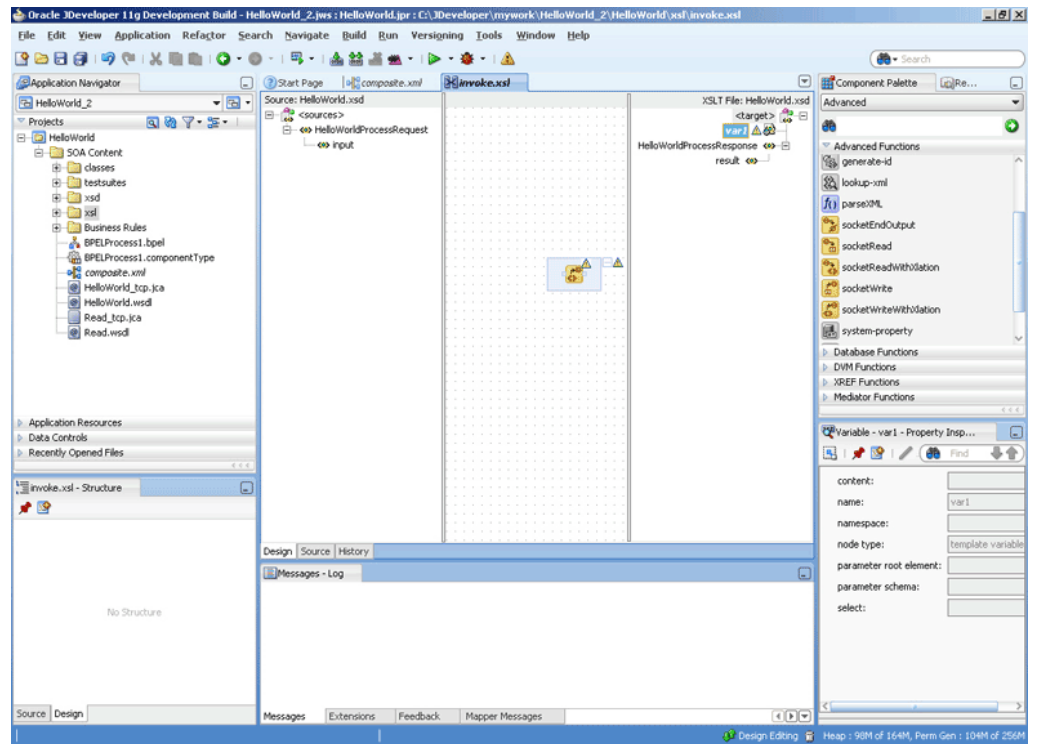 Oracle JDeveloper 11g Development Build - HelloWorld_2.jws : HelloWorld.jpr : C:\JDeveloper\mywork\HelloWorld_2\HelloWorld\xsl\invoke.xsl
File Edit View Application Refactor Search Navigate Build Run Versioning Tools Window Help
Search
Application Navigator
HelloWorld_2
Projects
HelloWorld
SOA Content
classes
testsuites
xsd
xsl
Business Rules
BPELProcess1.bpel
BPELProcess1.componentType
composite.xml
HelloWorld_tcp.jca
HelloWorld.wsdl
Read_tcp.jca
Read.wsdl
Application Resources
Data Controls
Recently Opened Files
invoke.xsl - Structure
No Structure
Source Design
Start Page composite.xml invoke.xsl
Source: HelloWorld.xsd
<sources>
HelloWorldProcessRequest
input
XSLT File: HelloWorld.xsd
<target>
var1
HelloWorldProcessResponse
result
Design Source History
Messages - Log
Messages Extensions Feedback Mapper Messages
Component Palette Re...
Advanced
Advanced Functions
generate-id
lookup-xml
f() parseXML
socketEndOutput
socketRead
socketReadWithXlation
socketWrite
socketWriteWithXlation
system-property
Database Functions
DVM Functions
XREF Functions
Mediator Functions
Variable - var1 - Property Insp...
Find
content:
name: var1
namespace:
node type: template variable
parameter root element:
parameter schema:
select:
Design Editing Heap : 98M of 164M, Perm Gen : 104M of 256M